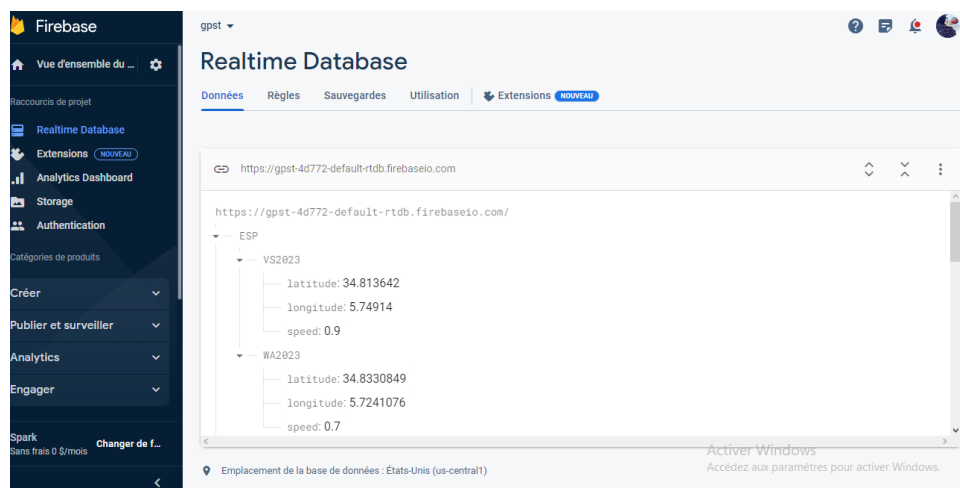 Firebase
Vue d'ensemble du ...
Raccourcis de projet
Realtime Database
Extensions NOUVEAU
Analytics Dashboard
Storage
Authentication
Catégories de produits
Créer
Publier et surveiller
Analytics
Engager
Spark
Sans frais 0 $/mois
Changer de f...
gpst
Realtime Database
Données Règles Sauvegardes Utilisation Extensions NOUVEAU
https://gpst-4d772-default-rtdb.firebaseio.com
https://gpst-4d772-default-rtdb.firebaseio.com/
ESP
VS2023
latitude: 34.813642
longitude: 5.74914
speed: 0.9
WA2023
latitude: 34.8330849
longitude: 5.7241076
speed: 0.7
Emplacement de la base de données : États-Unis (us-central1)
Activer Windows
Accédez aux paramètres pour activer Windows.